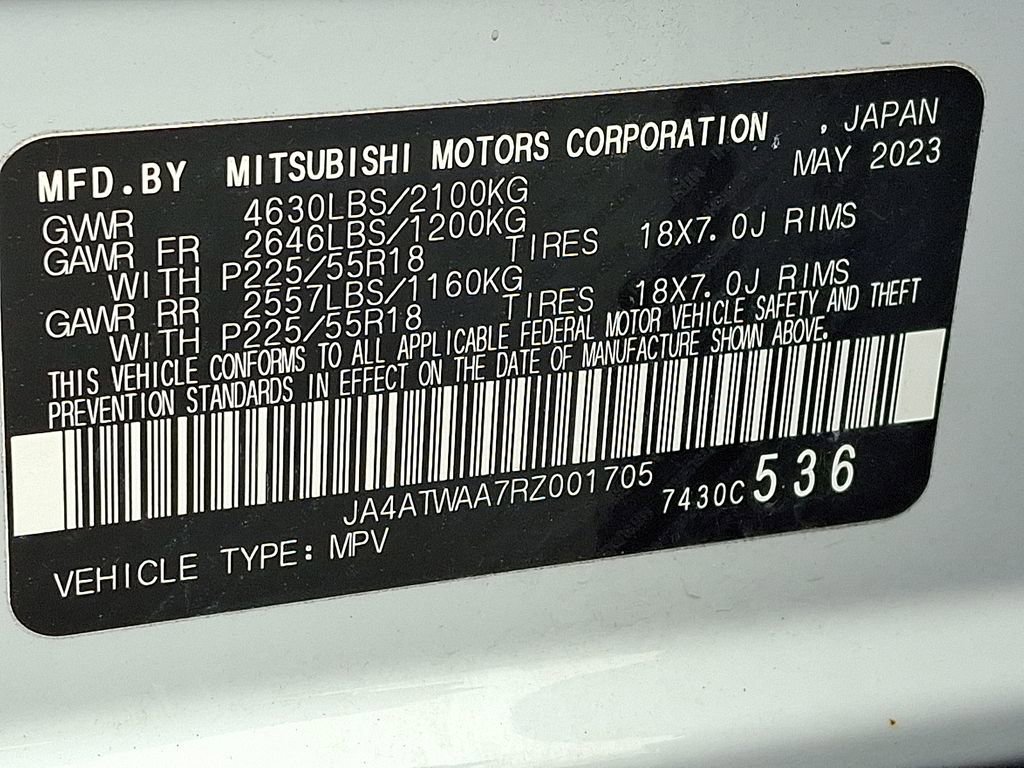 MFD.BY MITSUBISHI MOTORS CORPORATION , JAPAN
MAY 2023
GVWR 4630LBS/2100KG
GAWR FR 2646LBS/1200KG
WITH P225/55R18 TIRES 18X7.0J RIMS
GAWR RR 2557LBS/1160KG
WITH P225/55R18 TIRES 18X7.0J RIMS
THIS VEHICLE CONFORMS TO ALL APPLICABLE FEDERAL MOTOR VEHICLE SAFETY AND THEFT
PREVENTION STANDARDS IN EFFECT ON THE DATE OF MANUFACTURE SHOWN ABOVE.
JA4ATWAA7RZ001705 7430C 536
VEHICLE TYPE: MPV